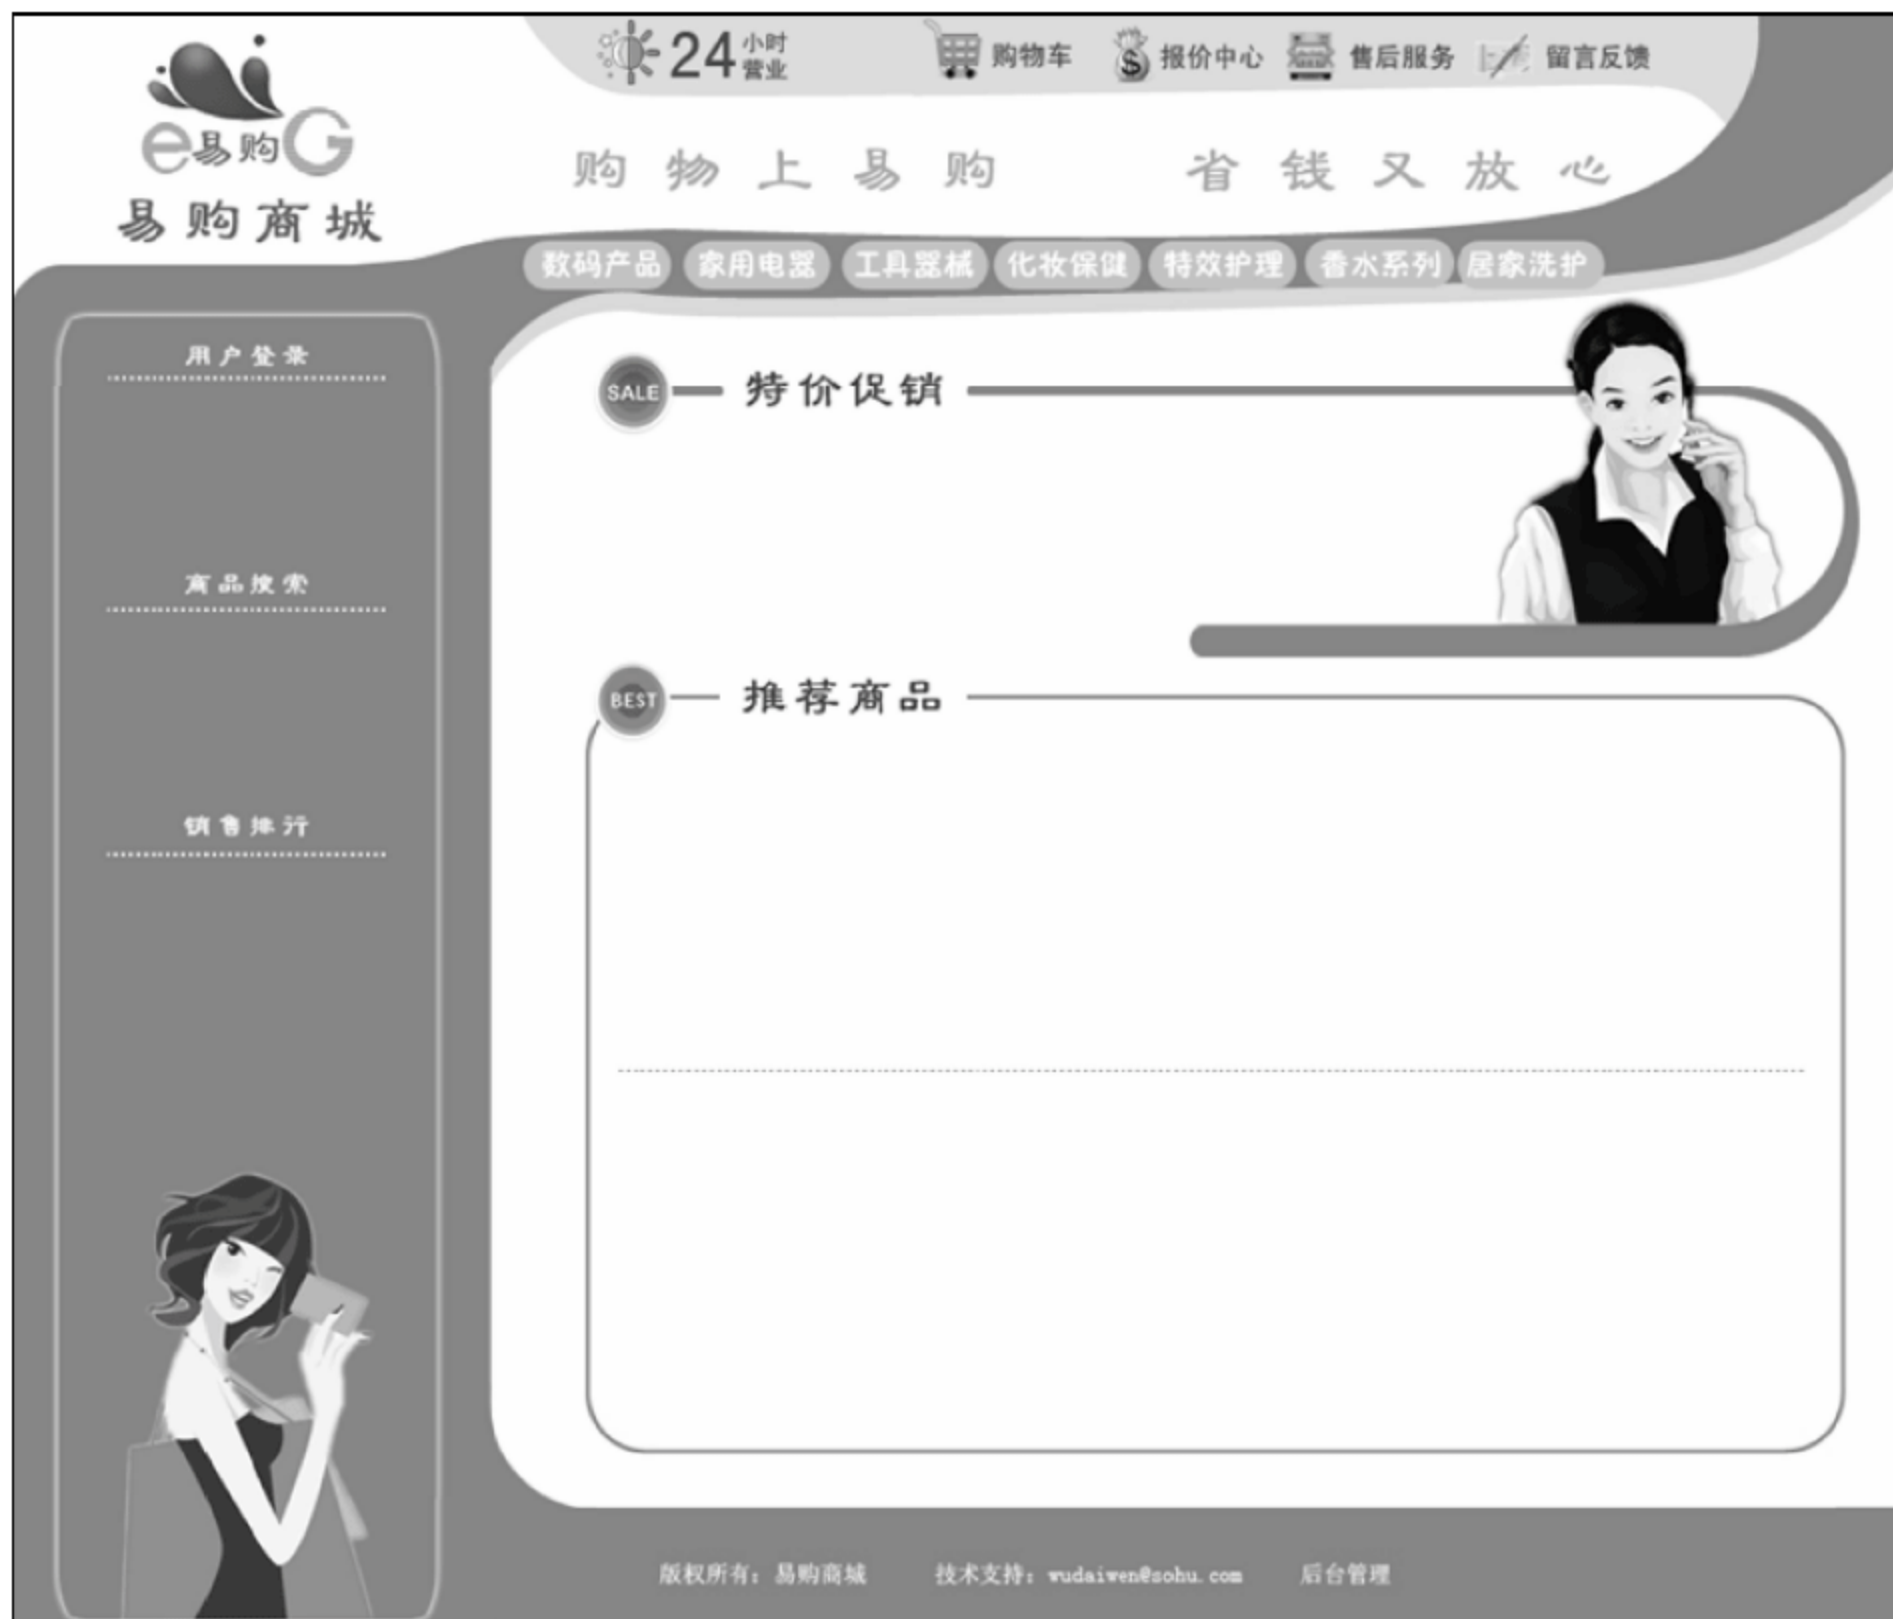 24 小时
营业
购物车 报价中心 售后服务 留言反馈
e易购G
易购商城
购物上易购 省钱又放心
数码产品 家用电器 工具器械 化妆保健 特效护理 香水系列 居家洗护
用户登录
商品搜索
销售排行
SALE 特价促销
BEST 推荐商品
版权所有：易购商城 技术支持：wudaiwen@sohu.com 后台管理